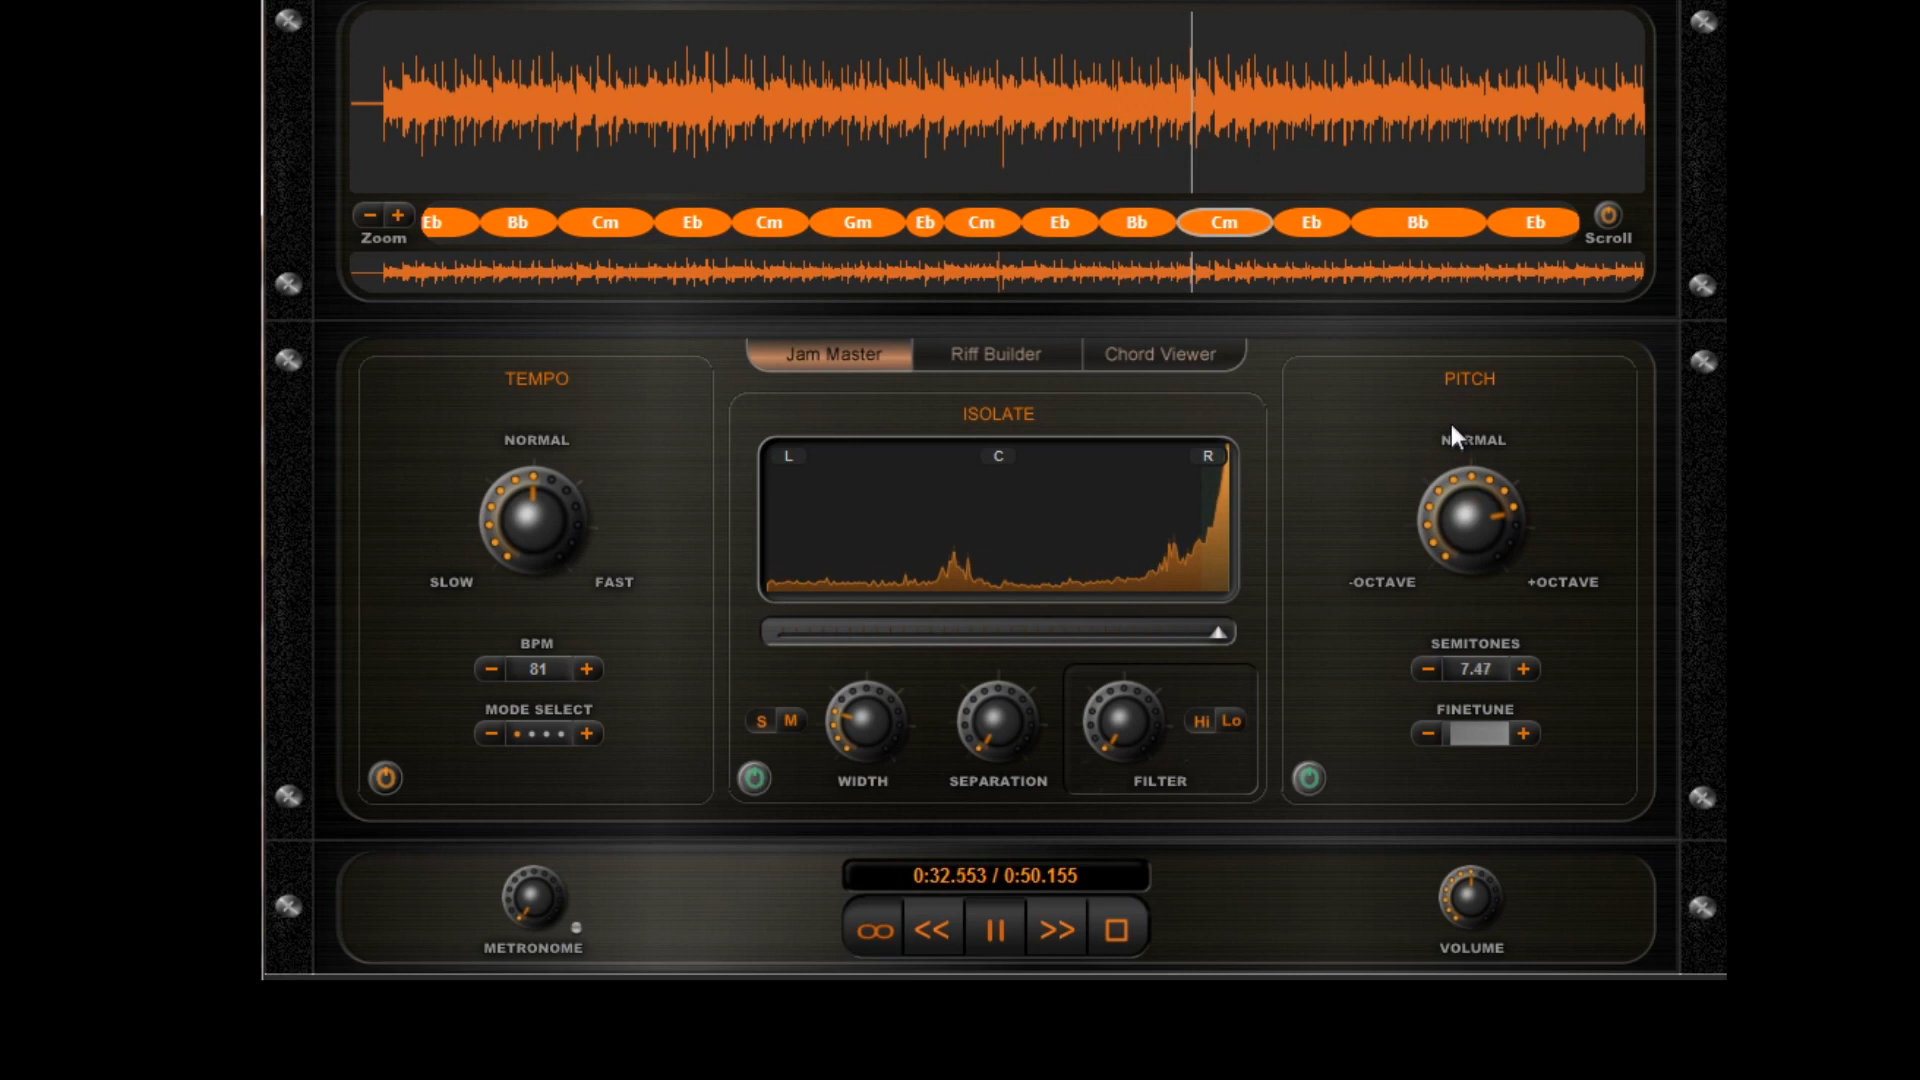 Eb Bb Cm Eb Cm Gm Eb Cm Eb Bb Cm Eb Bb Eb
Zoom
Scroll
Jam Master Riff Builder Chord Viewer
TEMPO
NORMAL
SLOW FAST
BPM
81
MODE SELECT
ISOLATE
L C R
S M
Hi Lo
WIDTH SEPARATION FILTER
PITCH
NORMAL
-OCTAVE +OCTAVE
SEMITONES
7.47
FINETUNE
METRONOME
0:32.553 / 0:50.155
<< >>
VOLUME